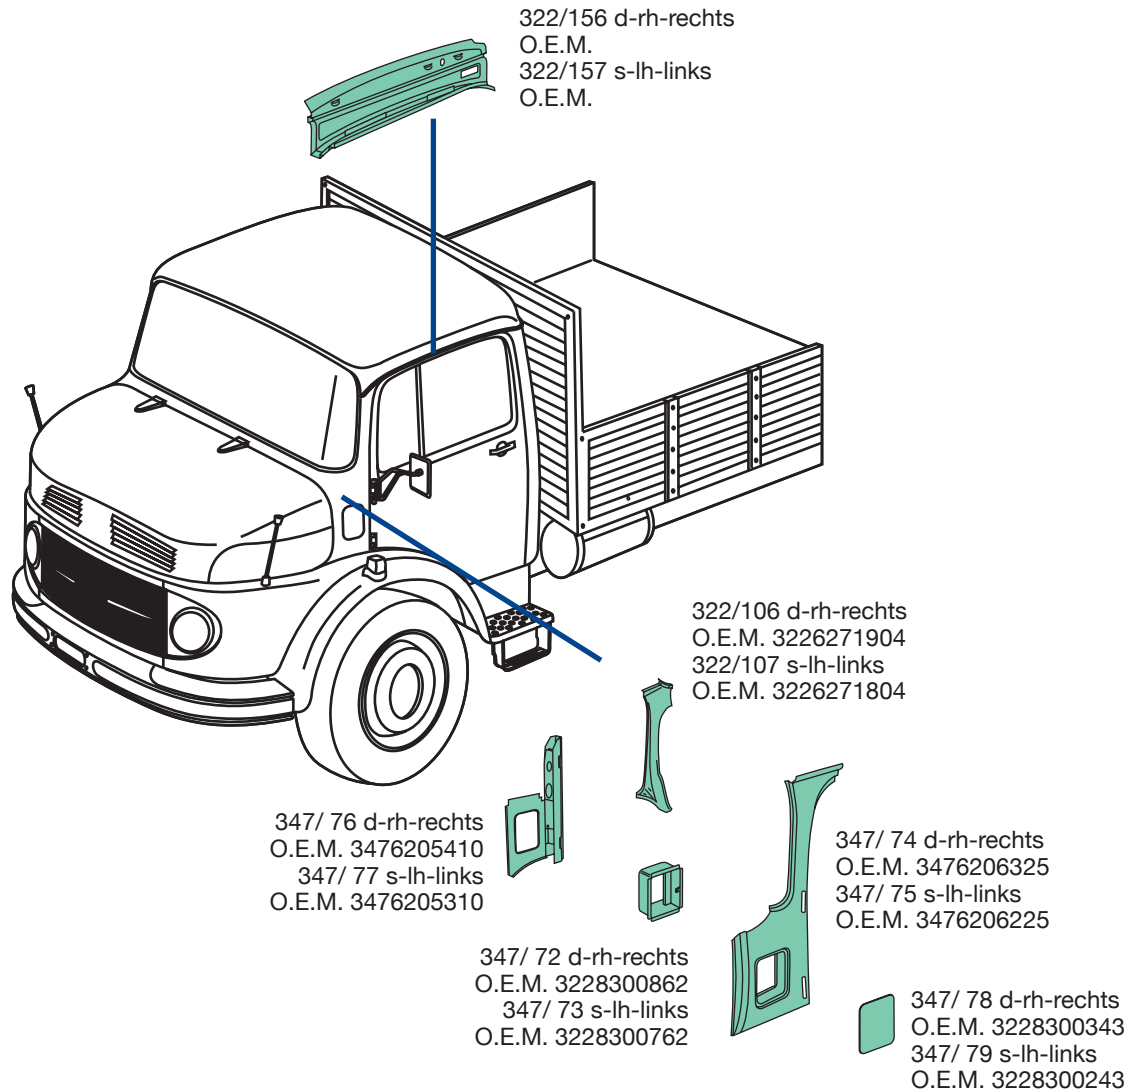 322/156 d-rh-rechts
O.E.M.
322/157 s-lh-links
O.E.M.
322/106 d-rh-rechts
O.E.M. 3226271904
322/107 s-lh-links
O.E.M. 3226271804
347/ 76 d-rh-rechts
O.E.M. 3476205410
347/ 77 s-lh-links
O.E.M. 3476205310
347/ 74 d-rh-rechts
O.E.M. 3476206325
347/ 75 s-lh-links
O.E.M. 3476206225
347/ 72 d-rh-rechts
O.E.M. 3228300862
347/ 73 s-lh-links
O.E.M. 3228300762
347/ 78 d-rh-rechts
O.E.M. 3228300343
347/ 79 s-lh-links
O.E.M. 3228300243